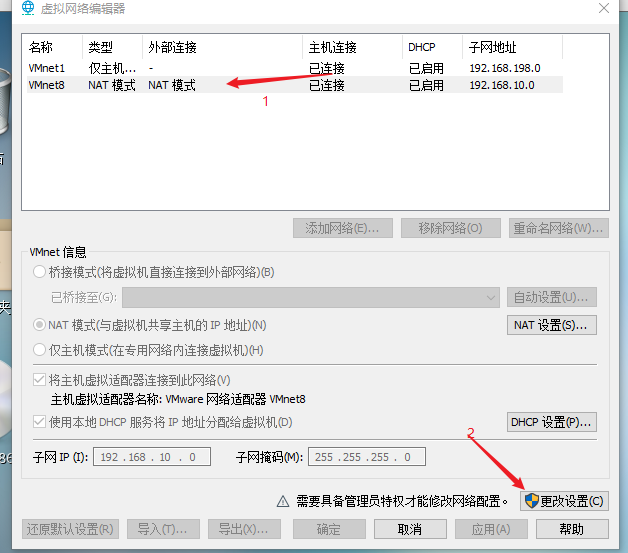 虚拟网络编辑器
名称 类型 外部连接 主机连接 DHCP 子网地址
VMnet1 仅主机... - 已连接 已启用 192.168.198.0
VMnet8 NAT 模式 NAT 模式 已连接 已启用 192.168.10.0
1
添加网络(E)... 移除网络(O) 重命名网络(W)...
VMnet 信息
桥接模式(将虚拟机直接连接到外部网络)(B)
已桥接至(G): 自动设置(U)...
NAT 模式(与虚拟机共享主机的 IP 地址)(N) NAT 设置(S)...
仅主机模式(在专用网络内连接虚拟机)(H)
将主机虚拟适配器连接到此网络(V)
主机虚拟适配器名称: VMware 网络适配器 VMnet8
使用本地 DHCP 服务将 IP 地址分配给虚拟机(D) DHCP 设置(P)...
2
子网 IP (I): 192 .168 . 10 . 0 子网掩码(M): 255 .255 .255 . 0
需要具备管理员特权才能修改网络配置。 更改设置(C)
还原默认设置(R) 导入(T)... 导出(X)... 确定 取消 应用(A) 帮助